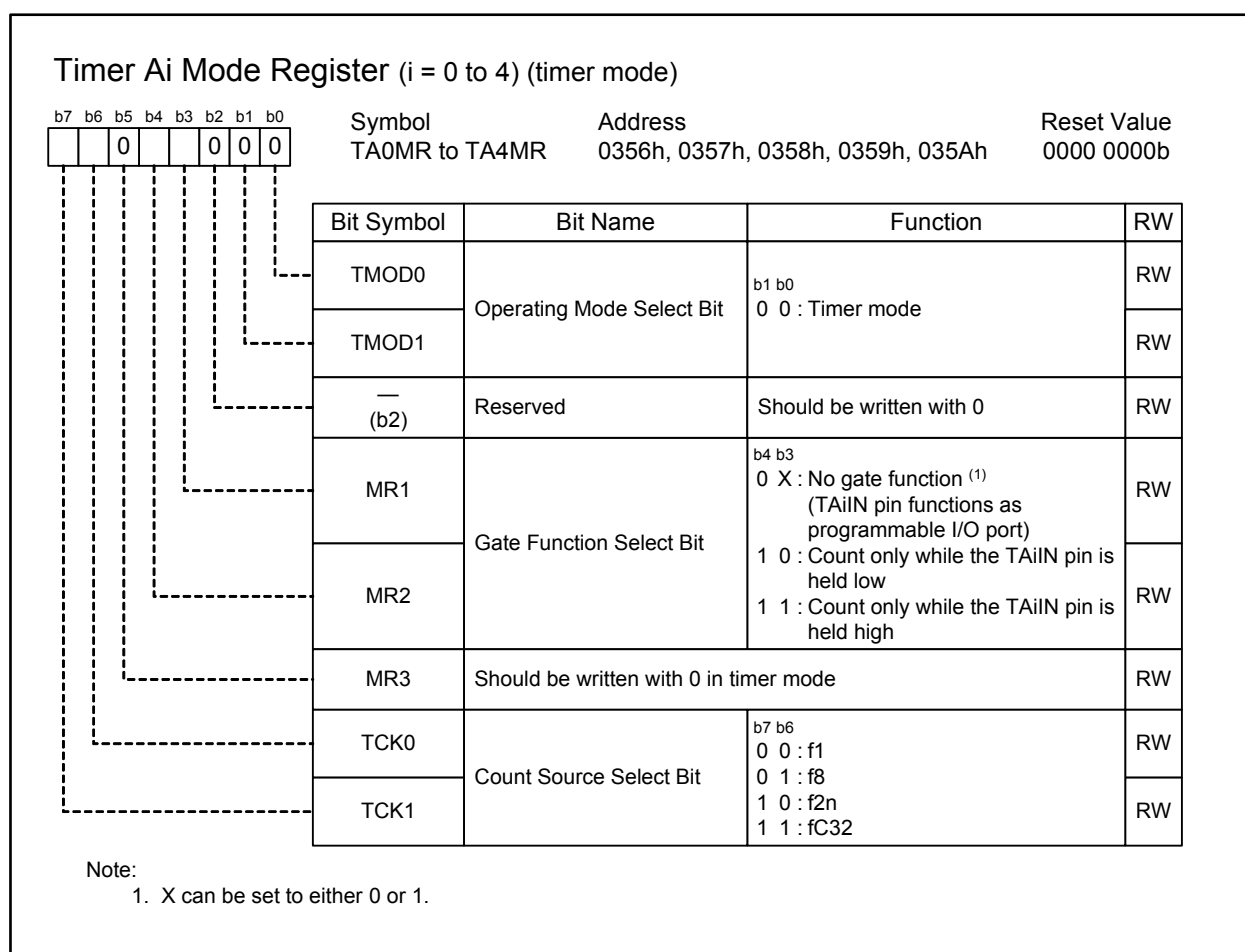 Timer Ai Mode Register (i = 0 to 4) (timer mode)
b7 b6 b5 b4 b3 b2 b1 b0
0 0 0 0
Symbol Address Reset Value
TA0MR to TA4MR 0356h, 0357h, 0358h, 0359h, 035Ah 0000 0000b
Bit Symbol Bit Name Function RW
TMOD0 RW
Operating Mode Select Bit
b1 b0
0 0 : Timer mode
TMOD1 RW
—
(b2) Reserved Should be written with 0 RW
MR1 RW
Gate Function Select Bit
b4 b3
0 X : No gate function (1)
(TAiIN pin functions as
programmable I/O port)
1 0 : Count only while the TAiIN pin is
held low
1 1 : Count only while the TAiIN pin is
held high
MR2 RW
MR3 Should be written with 0 in timer mode RW
TCK0 RW
Count Source Select Bit
b7 b6
0 0 : f1
0 1 : f8
1 0 : f2n
1 1 : fC32
TCK1 RW
Note:
1. X can be set to either 0 or 1.